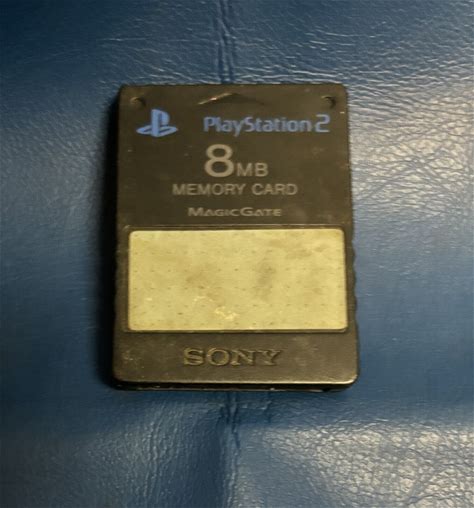 PlayStation 2
8MB
MEMORY CARD
MAGICGATE
SONY